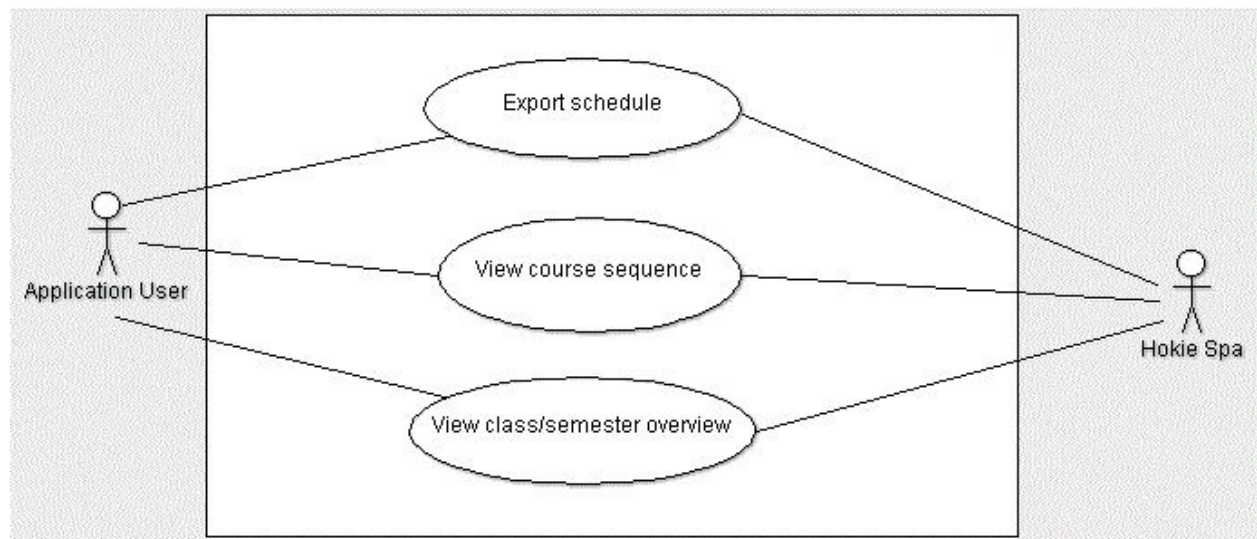 Export schedule
View course sequence
Application User
Hokie Spa
View class/semester overview